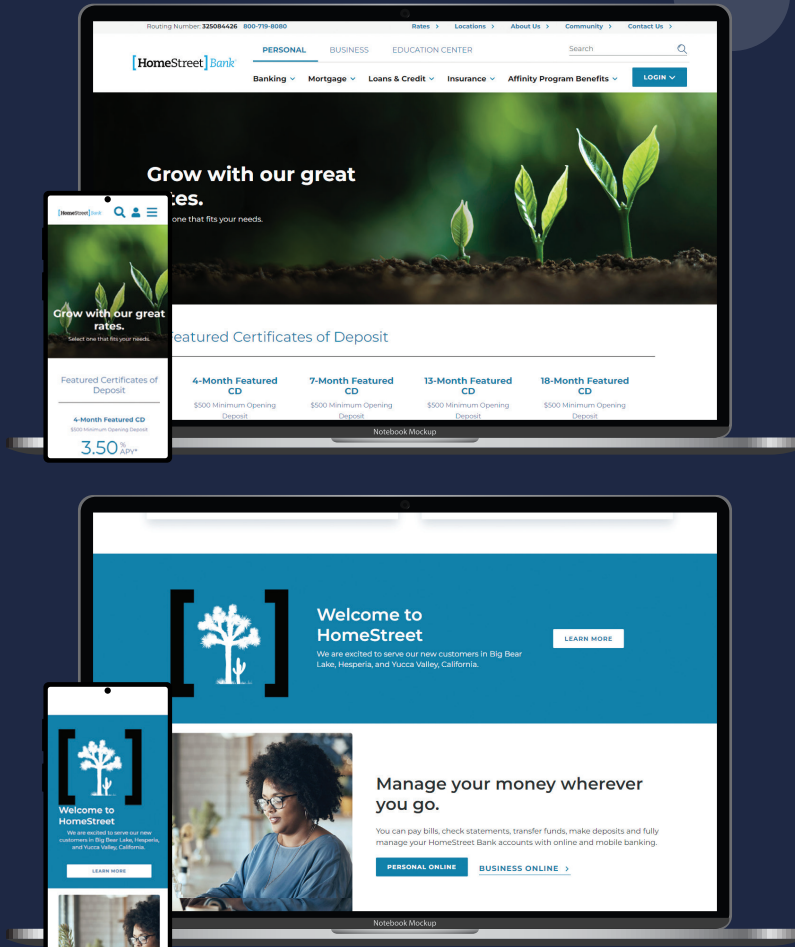 Routing Number: 325084426 800-719-8080 Rates > Locations > About Us > Community > Contact Us >
PERSONAL BUSINESS EDUCATION CENTER Search
[HomeStreet] Bank
Banking Mortgage Loans & Credit Insurance Affinity Program Benefits LOGIN
Grow with our great
tes.
one that fits your needs.
Featured Certificates of Deposit
4-Month Featured CD
$500 Minimum Opening Deposit
7-Month Featured CD
$500 Minimum Opening Deposit
13-Month Featured CD
$500 Minimum Opening Deposit
18-Month Featured CD
$500 Minimum Opening Deposit
Notebook Mockup
[HomeStreet] Bank
Grow with our great
rates.
Select one that fits your needs.
Featured Certificates of
Deposit
4-Month Featured CD
$500 Minimum Opening Deposit
3.50 % APY*
Welcome to
HomeStreet
We are excited to serve our new customers in Big Bear
Lake, Hesperia, and Yucca Valley, California.
LEARN MORE
Manage your money wherever
you go.
You can pay bills, check statements, transfer funds, make deposits and fully
manage your HomeStreet Bank accounts with online and mobile banking.
PERSONAL ONLINE BUSINESS ONLINE >
Notebook Mockup
Welcome to
HomeStreet
We are excited to serve our new
customers in Big Bear Lake, Hesperia,
and Yucca Valley, California.
LEARN MORE